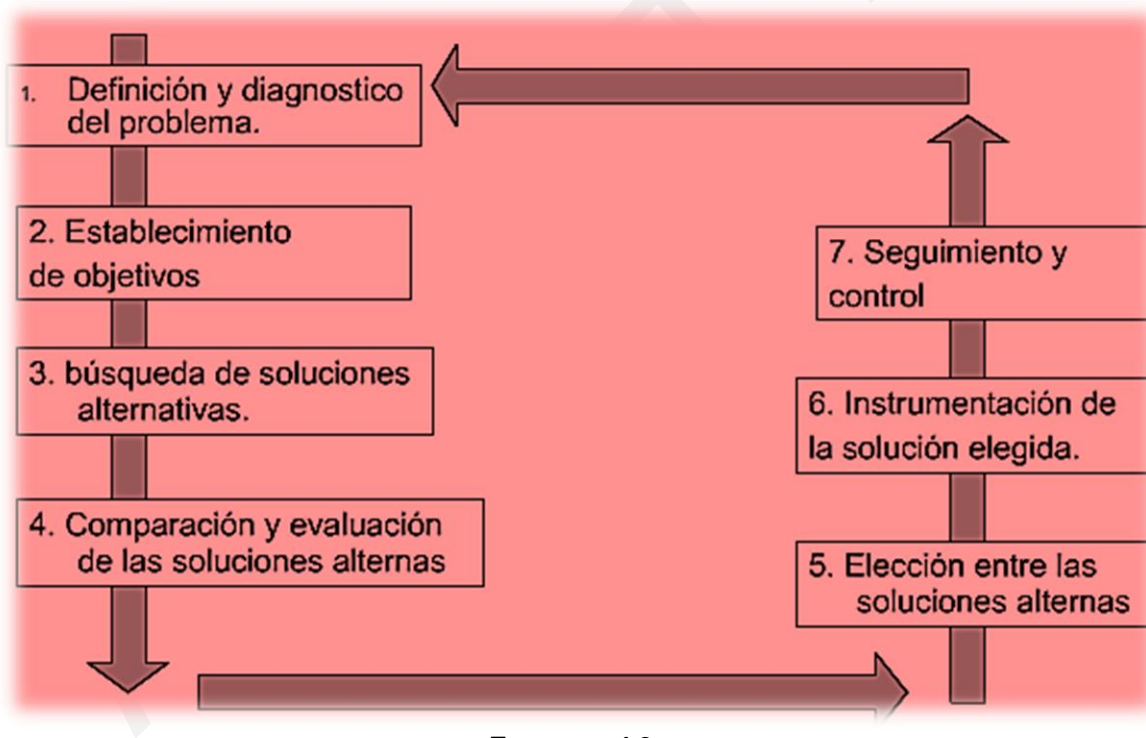 1. Definición y diagnostico
del problema.
2. Establecimiento
de objetivos
3. búsqueda de soluciones
alternativas.
4. Comparación y evaluación
de las soluciones alternas
5. Elección entre las
soluciones alternas
6. Instrumentación de
la solución elegida.
7. Seguimiento y
control